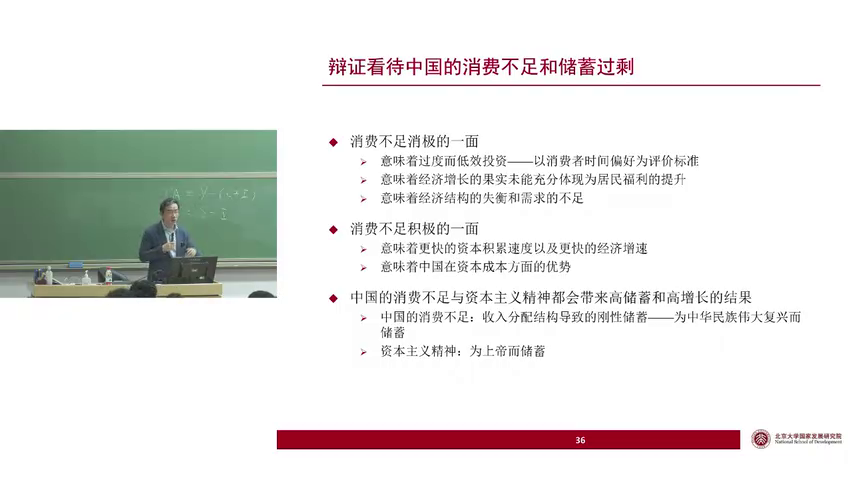 辩证看待中国的消费不足和储蓄过剩
消费不足消极的一面
意味着过度而低效投资——以消费者时间偏好为评价标准
意味着经济增长的果实未能充分体现为居民福利的提升
意味着经济结构的失衡和需求的不足
消费不足积极的一面
意味着更快的资本积累速度以及更快的经济增速
意味着中国在资本成本方面的优势
中国的消费不足与资本主义精神都会带来高储蓄和高增长的结果
中国的消费不足：收入分配结构导致的刚性储蓄——为中华民族伟大复兴而
储蓄
资本主义精神：为上帝而储蓄
36
北京大学国家发展研究院
National School of Development